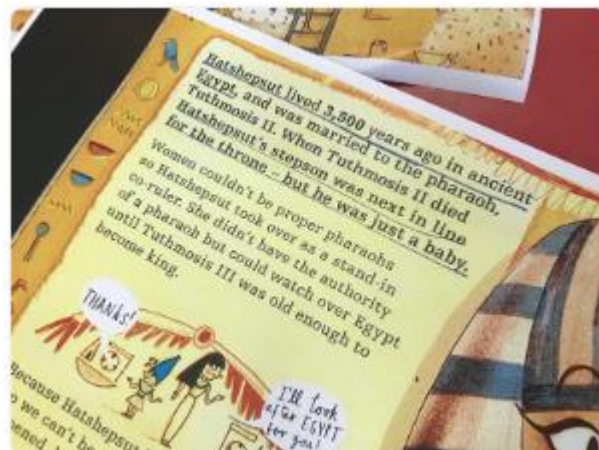 Hatshepsut lived 3,500 years ago in ancient
Egypt, and was married to the pharaoh,
Tuthmosis II. When Tuthmosis II died
Hatshepsut's stepson was next in line
for the throne – but he was just a baby.
Women couldn't be proper pharaohs
so Hatshepsut took over as a stand-in
co-ruler. She didn't have the authority
of a pharaoh but could watch over Egypt
until Tuthmosis III was old enough to
become king.
THANKS!
I'll look
after EGYPT
for you!
Because Hatshepsut
we can't be